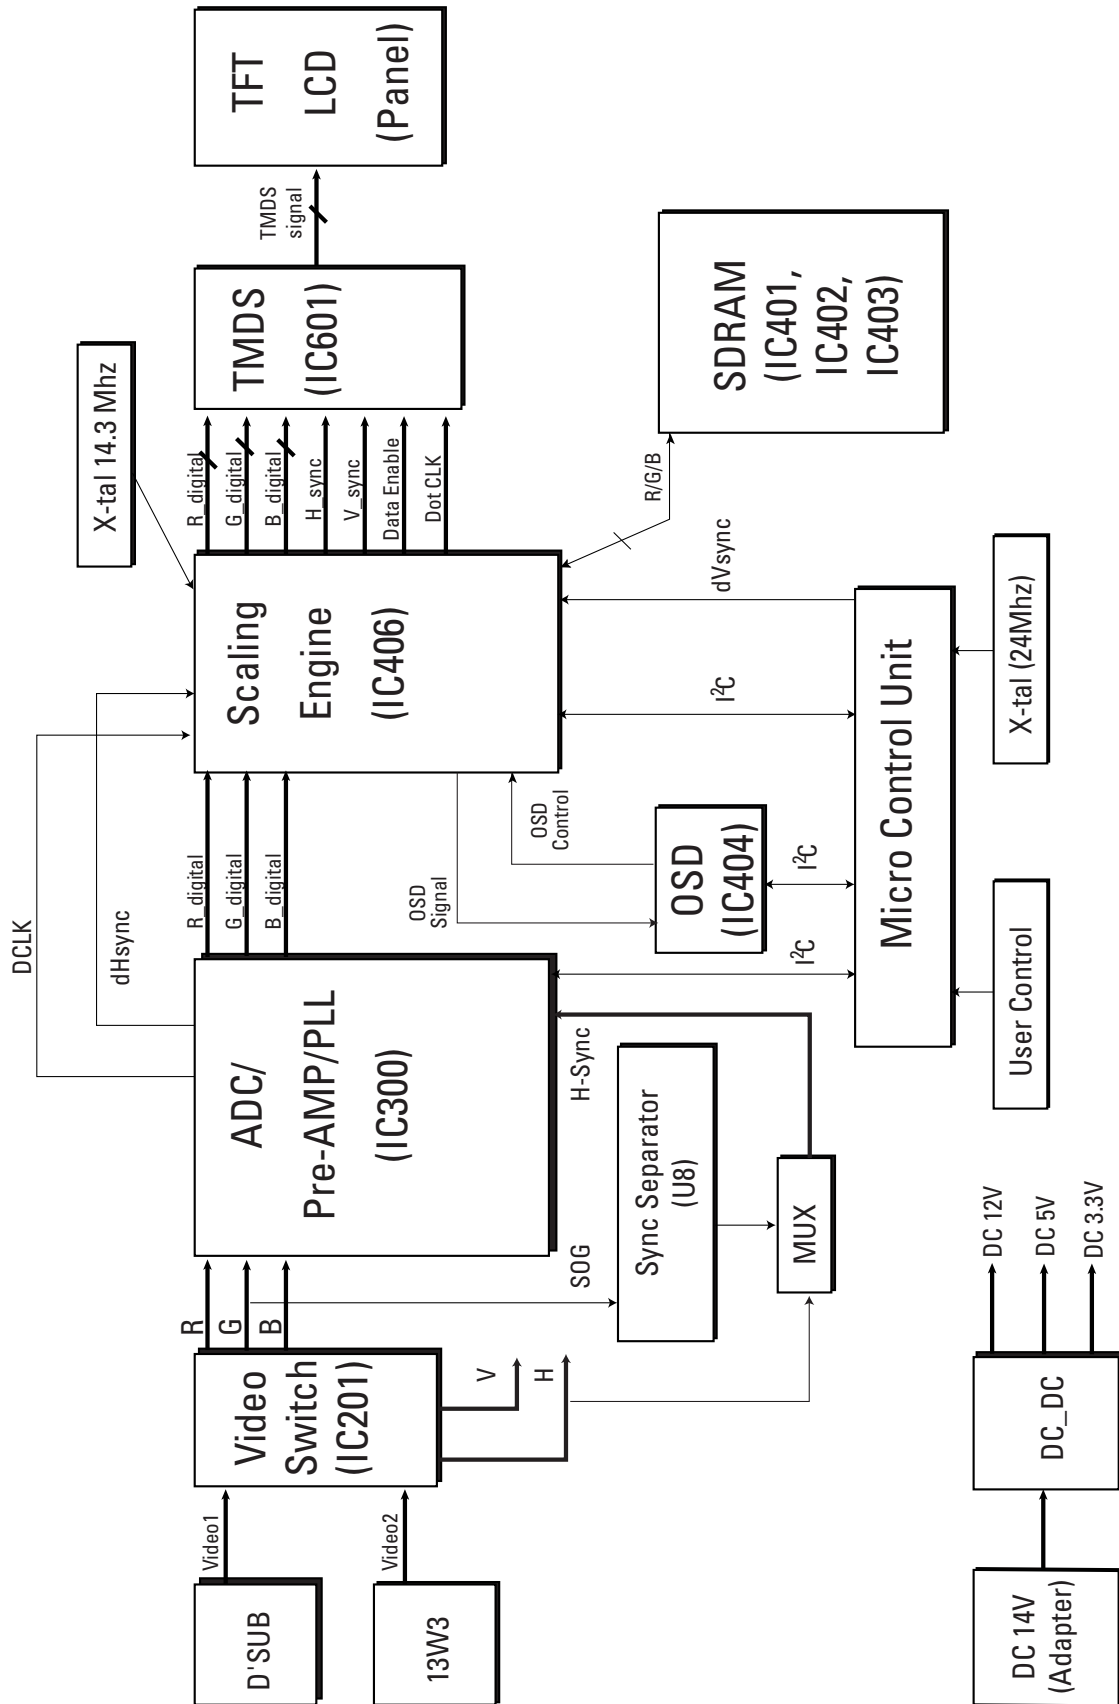 D'SUB
13W3
Video1
Video2
Video
Switch
(IC201)
R
G
B
V
H
SOG
ADC/
Pre-AMP/PLL
(IC300)
H-Sync
Sync Separator
(U8)
MUX
DCLK
dHsync
R_digital
G_digital
B_digital
OSD
Signal
OSD
Control
OSD
(IC404)
I²C
I²C
I²C
Scaling
Engine
(IC406)
X-tal 14.3 Mhz
R_digital
G_digital
B_digital
H_sync
V_sync
Data Enable
Dot CLK
TMDS
(IC601)
TMDS
signal
TFT
LCD
(Panel)
dVsync
R/G/B
SDRAM
(IC401,
IC402,
IC403)
Micro Control Unit
User Control
X-tal (24Mhz)
DC 14V
(Adapter)
DC_DC
DC 12V
DC 5V
DC 3.3V